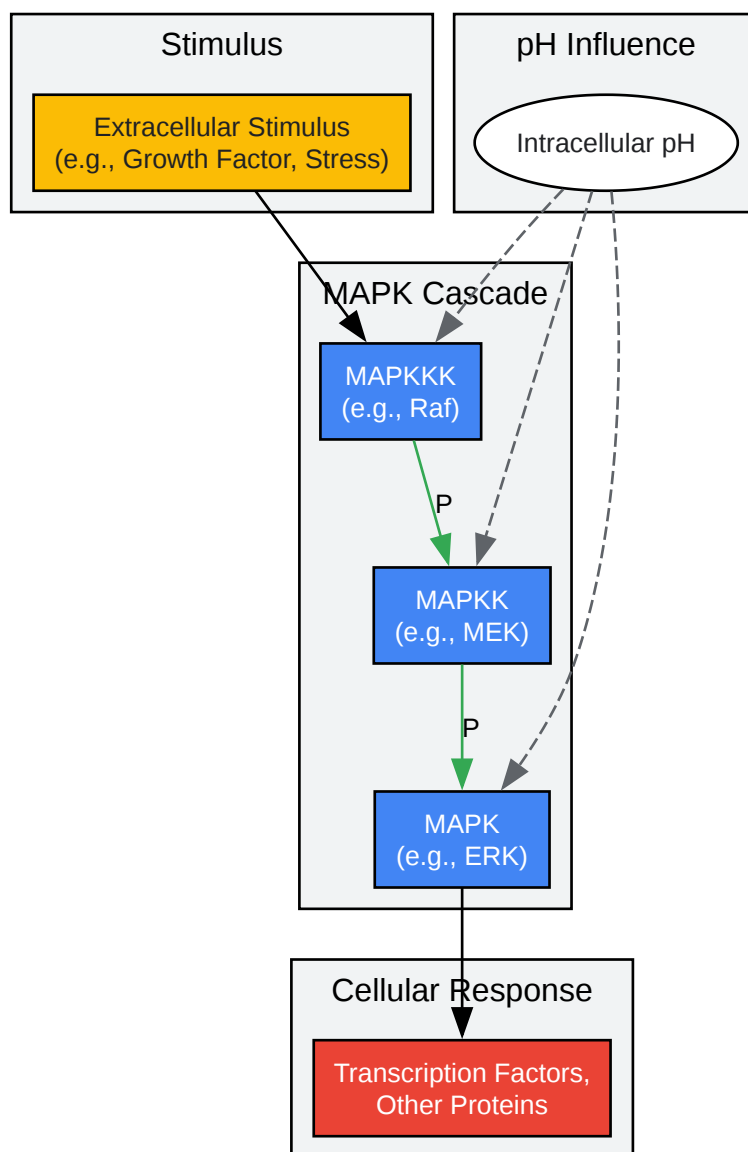 Stimulus
pH Influence
Extracellular Stimulus
(e.g., Growth Factor, Stress)
Intracellular pH
MAPK Cascade
MAPKKK
(e.g., Raf)
P
MAPKK
(e.g., MEK)
P
MAPK
(e.g., ERK)
Cellular Response
Transcription Factors,
Other Proteins